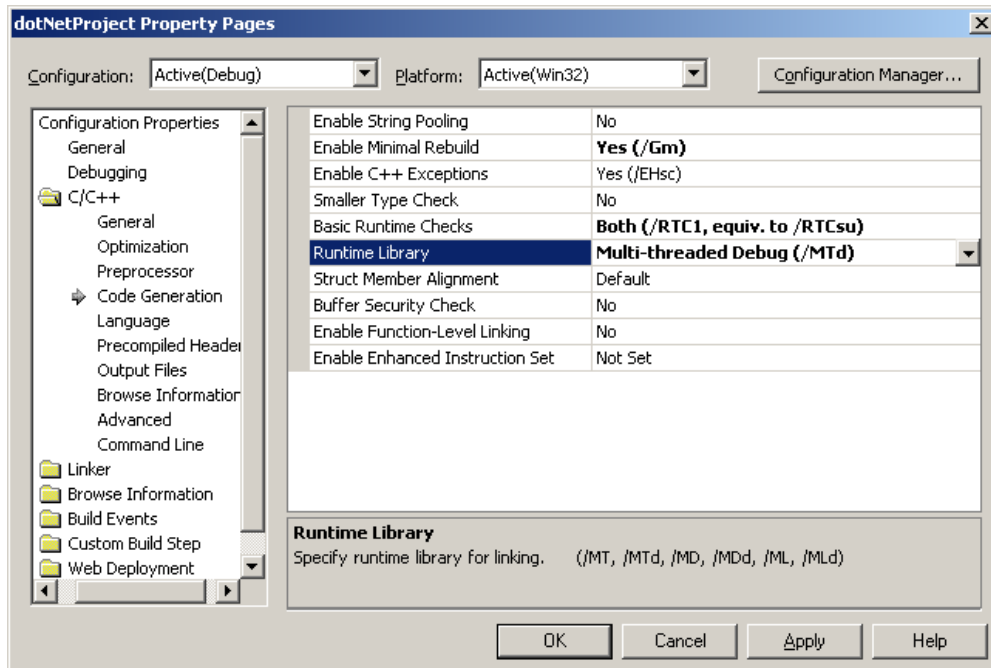 dotNetProject Property Pages
Configuration: Active(Debug) Platform: Active(Win32) Configuration Manager...
Configuration Properties
General
Debugging
C/C++
General
Optimization
Preprocessor
Code Generation
Language
Precompiled Header
Output Files
Browse Information
Advanced
Command Line
Linker
Browse Information
Build Events
Custom Build Step
Web Deployment
Enable String Pooling No
Enable Minimal Rebuild Yes (/Gm)
Enable C++ Exceptions Yes (/EHsc)
Smaller Type Check No
Basic Runtime Checks Both (/RTC1, equiv. to /RTCsu)
Runtime Library Multi-threaded Debug (/MTd)
Struct Member Alignment Default
Buffer Security Check No
Enable Function-Level Linking No
Enable Enhanced Instruction Set Not Set
Runtime Library
Specify runtime library for linking. (/MT, /MTd, /MD, /MDd, /ML, /MLd)
OK Cancel Apply Help